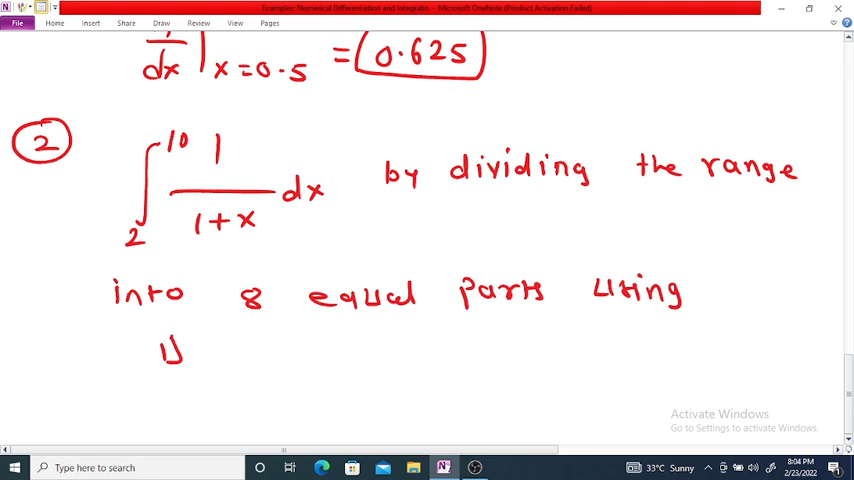 Examples: Numerical Differentiation and Integratio - Microsoft OneNote (Product Activation Failed)
File Home Insert Share Draw Review View Pages
dx | x=0.5 = 0.625
2 ∫ 2 10 1 / 1+x dx by dividing the range
into 8 equal parts using
1)
Activate Windows
Go to Settings to activate Windows.
Type here to search 33°C Sunny 8:04 PM
2/23/2022